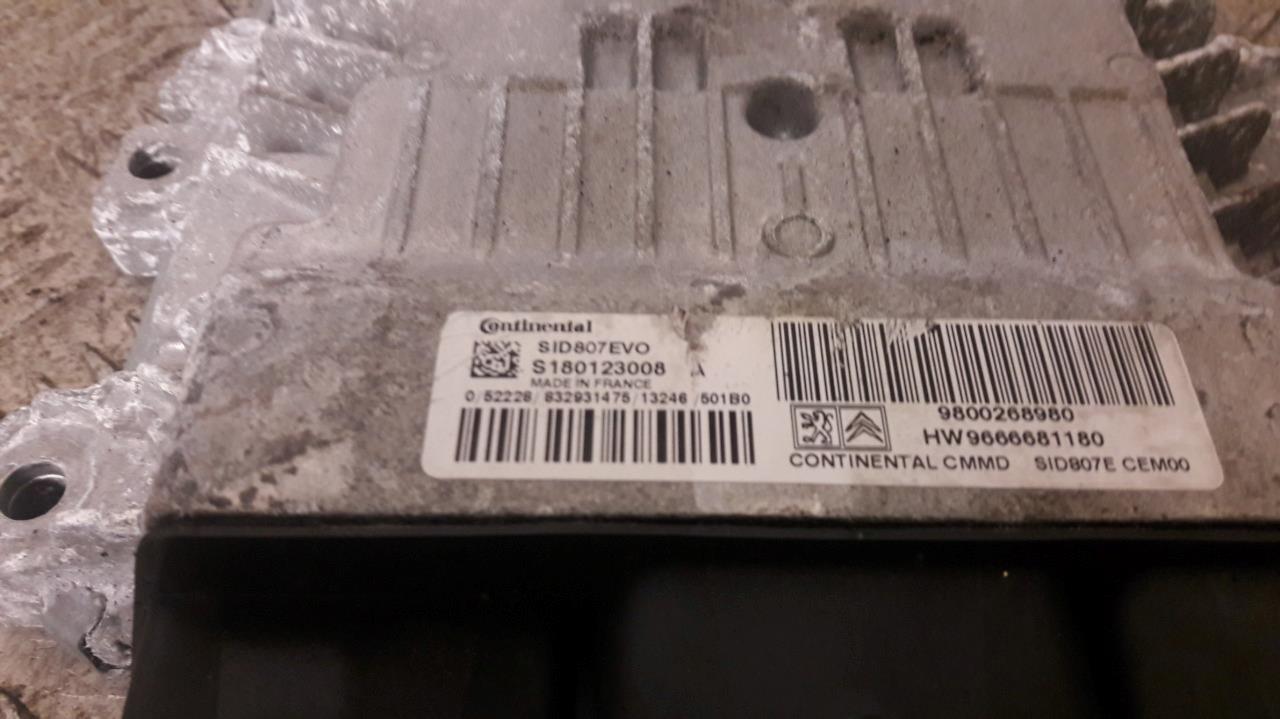 Continental
SID807EVO
S180123008 A
MADE IN FRANCE
0/52228/832931475/13246/501B0
9800268980
HW9666681180
CONTINENTAL CMMD SID807E CEM00